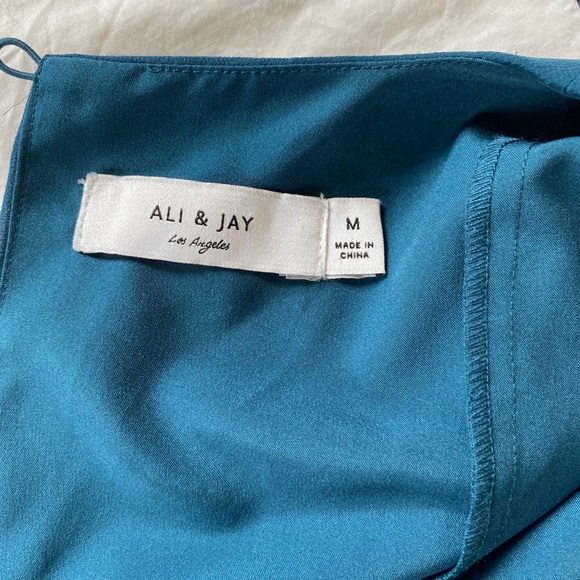 ALI & JAY
Los Angeles
M
MADE IN
CHINA